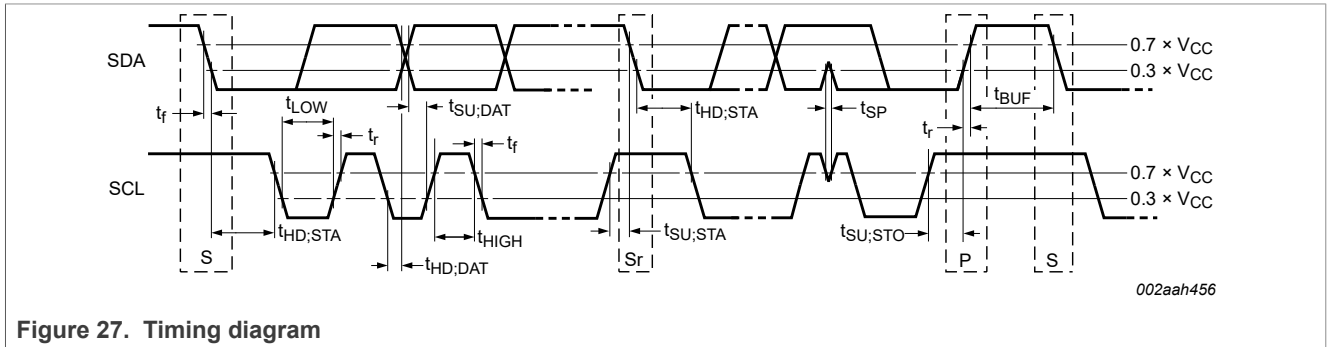 SDA
0.7 × VCC
0.3 × VCC
tf
tLOW
tSU;DAT
tr
tf
tHD;STA
tSP
tr
tBUF
SCL
0.7 × VCC
0.3 × VCC
tHD;STA
tHD;DAT
tHIGH
tSU;STA
tSU;STO
S
Sr
P
S
002aah456
Figure 27. Timing diagram